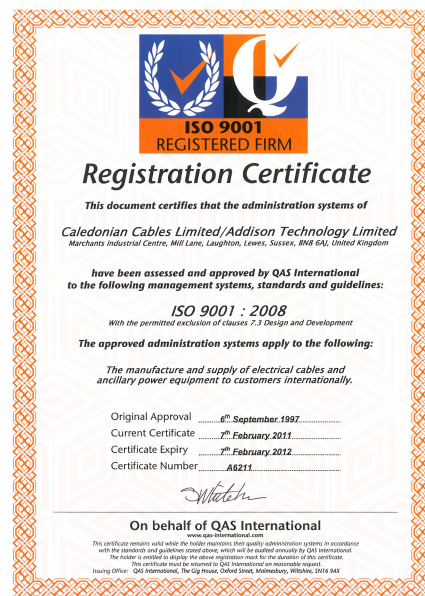 ISO 9001
REGISTERED FIRM
Registration Certificate
This document certifies that the administration systems of
Caledonian Cables Limited/Addison Technology Limited
Marchants Industrial Centre, Mill Lane, Laughton, Lewes, Sussex, BN8 6AJ, United Kingdom
have been assessed and approved by QAS International
to the following management systems, standards and guidelines:
ISO 9001 : 2008
With the permitted exclusion of clauses 7.3 Design and Development
The approved administration systems apply to the following:
The manufacture and supply of electrical cables and
ancillary power equipment to customers internationally.
Original Approval 6th September 1997
Current Certificate 7th February 2011
Certificate Expiry 7th February 2012
Certificate Number A6211
On behalf of QAS International
www.qas-international.com
This certificate remains valid while the holder maintains their quality administration systems in accordance
with the standards and guidelines stated above, which will be audited annually by QAS International.
The holder is entitled to display the above registration mark for the duration of this certificate.
This certificate must be returned to QAS International on reasonable request.
Issuing Office: QAS International, The Gig House, Oxford Street, Malmesbury, Wiltshire, SN16 9AX